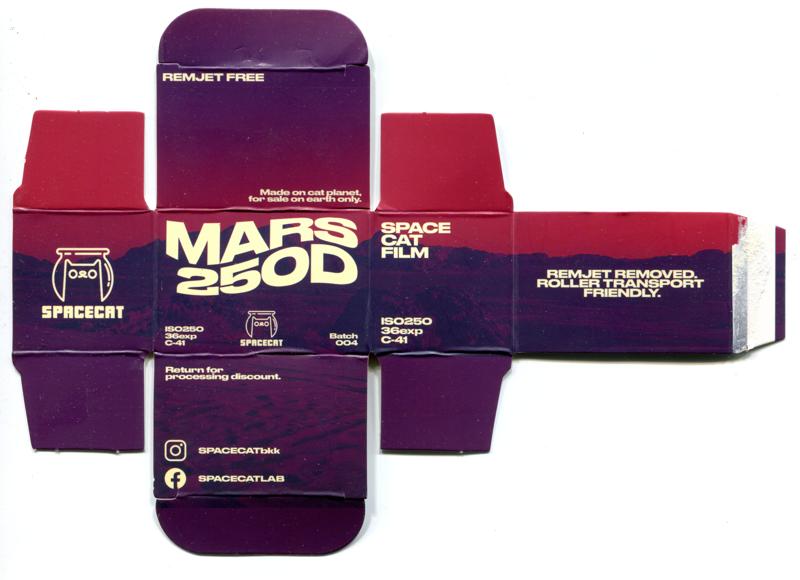 REMJET FREE
Made on cat planet,
for sale on earth only.
SPACECAT
MARS
250D
ISO250
36exp
C-41
SPACECAT
Batch
004
SPACE
CAT
FILM
ISO250
36exp
C-41
REMJET REMOVED.
ROLLER TRANSPORT
FRIENDLY.
Return for
processing discount.
SPACECATbkk
SPACECATLAB